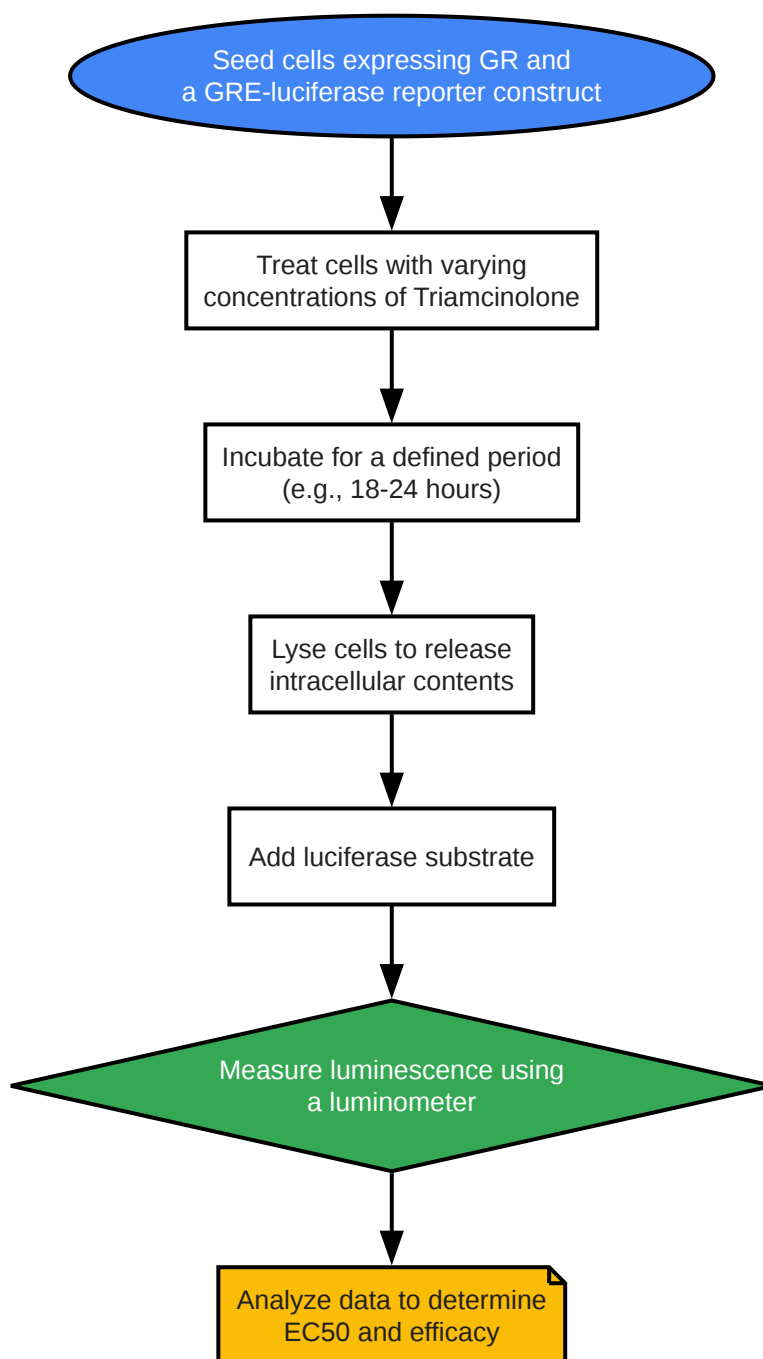 Seed cells expressing GR and
a GRE-luciferase reporter construct
Treat cells with varying
concentrations of Triamcinolone
Incubate for a defined period
(e.g., 18-24 hours)
Lyse cells to release
intracellular contents
Add luciferase substrate
Measure luminescence using
a luminometer
Analyze data to determine
EC50 and efficacy